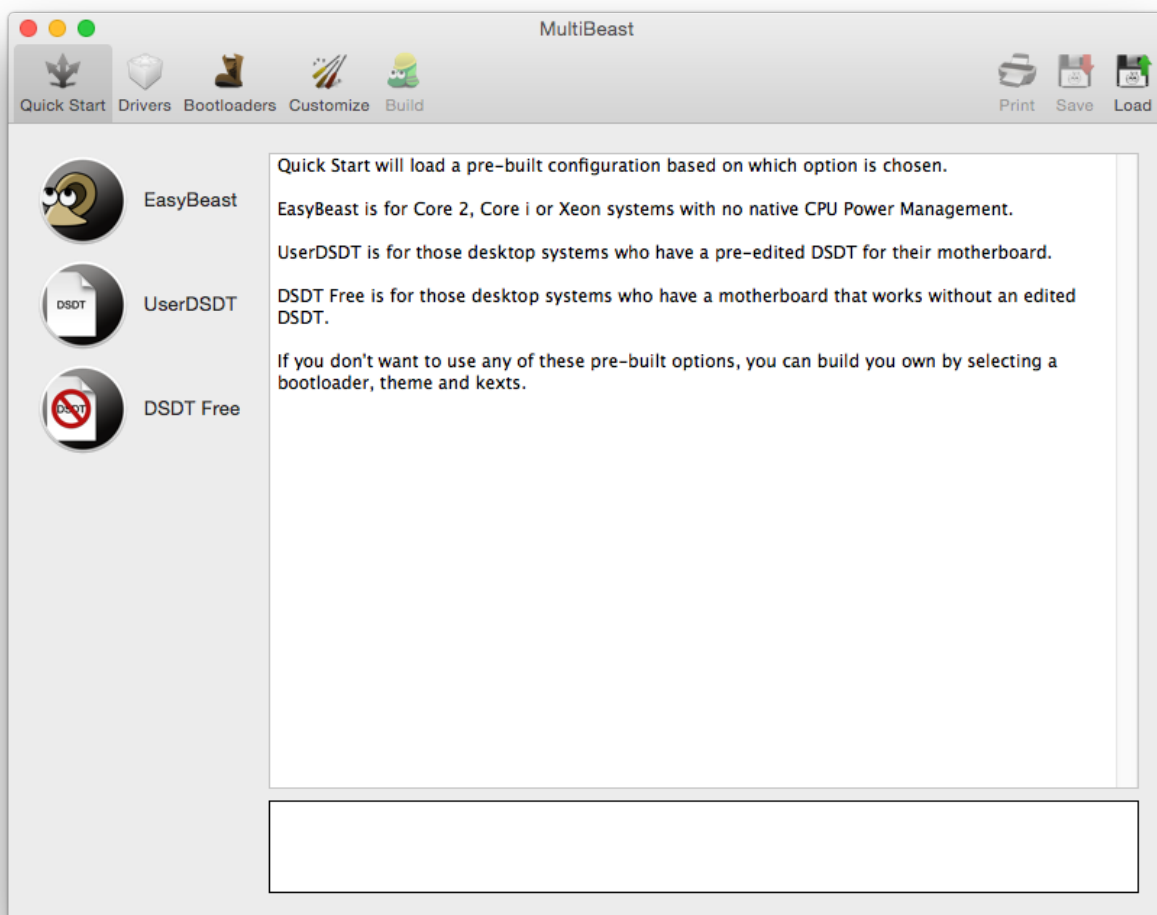 MultiBeast
Quick Start Drivers Bootloaders Customize Build Print Save Load
EasyBeast
UserDSDT
DSDT
DSDT Free
DSDT
Quick Start will load a pre-built configuration based on which option is chosen.
EasyBeast is for Core 2, Core i or Xeon systems with no native CPU Power Management.
UserDSDT is for those desktop systems who have a pre-edited DSDT for their motherboard.
DSDT Free is for those desktop systems who have a motherboard that works without an edited
DSDT.
If you don't want to use any of these pre-built options, you can build you own by selecting a
bootloader, theme and kexts.